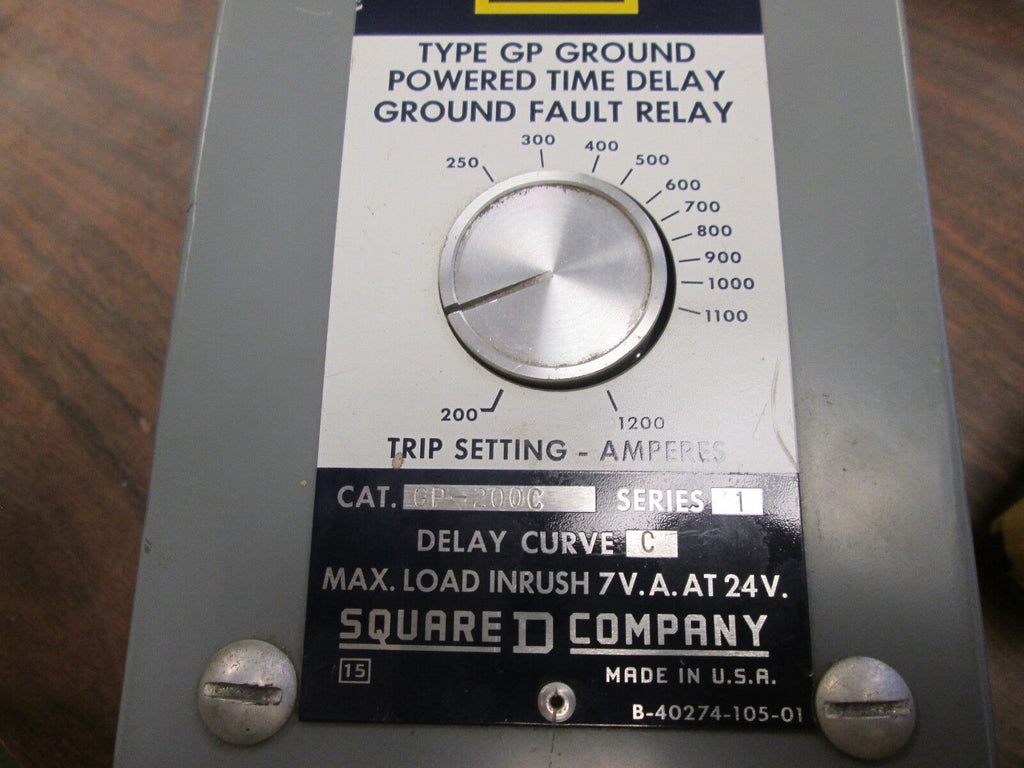 TYPE GP GROUND
POWERED TIME DELAY
GROUND FAULT RELAY
300
400
250
500
600
700
800
900
1000
1100
200
1200
TRIP SETTING - AMPERES
CAT. GP-200C SERIES 1
DELAY CURVE C
MAX. LOAD INRUSH 7V.A. AT 24V.
SQUARE D COMPANY
15
MADE IN U.S.A.
B-40274-105-01